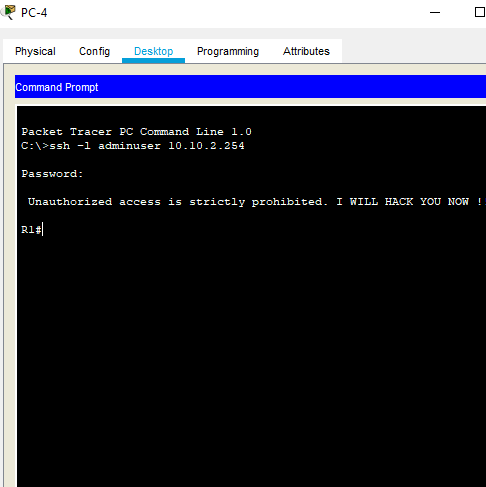 PC-4
Physical Config Desktop Programming Attributes
Command Prompt
Packet Tracer PC Command Line 1.0
C:\>ssh -l adminuser 10.10.2.254
Password:
Unauthorized access is strictly prohibited. I WILL HACK YOU NOW !
R1#